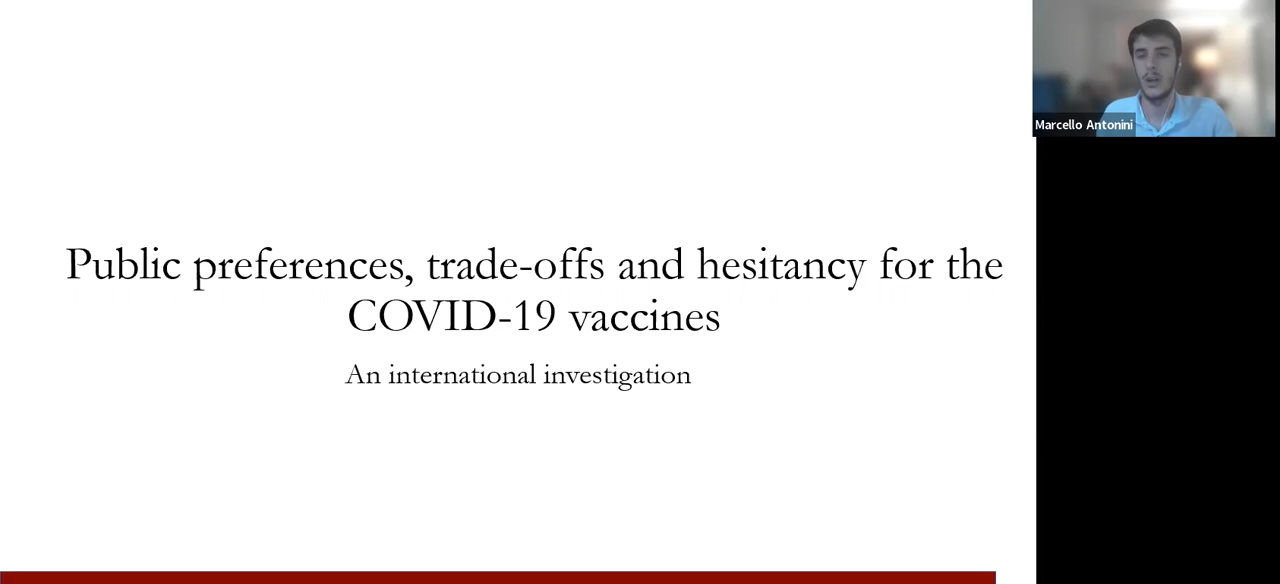 Marcello Antonini
Public preferences, trade-offs and hesitancy for the
COVID-19 vaccines
An international investigation